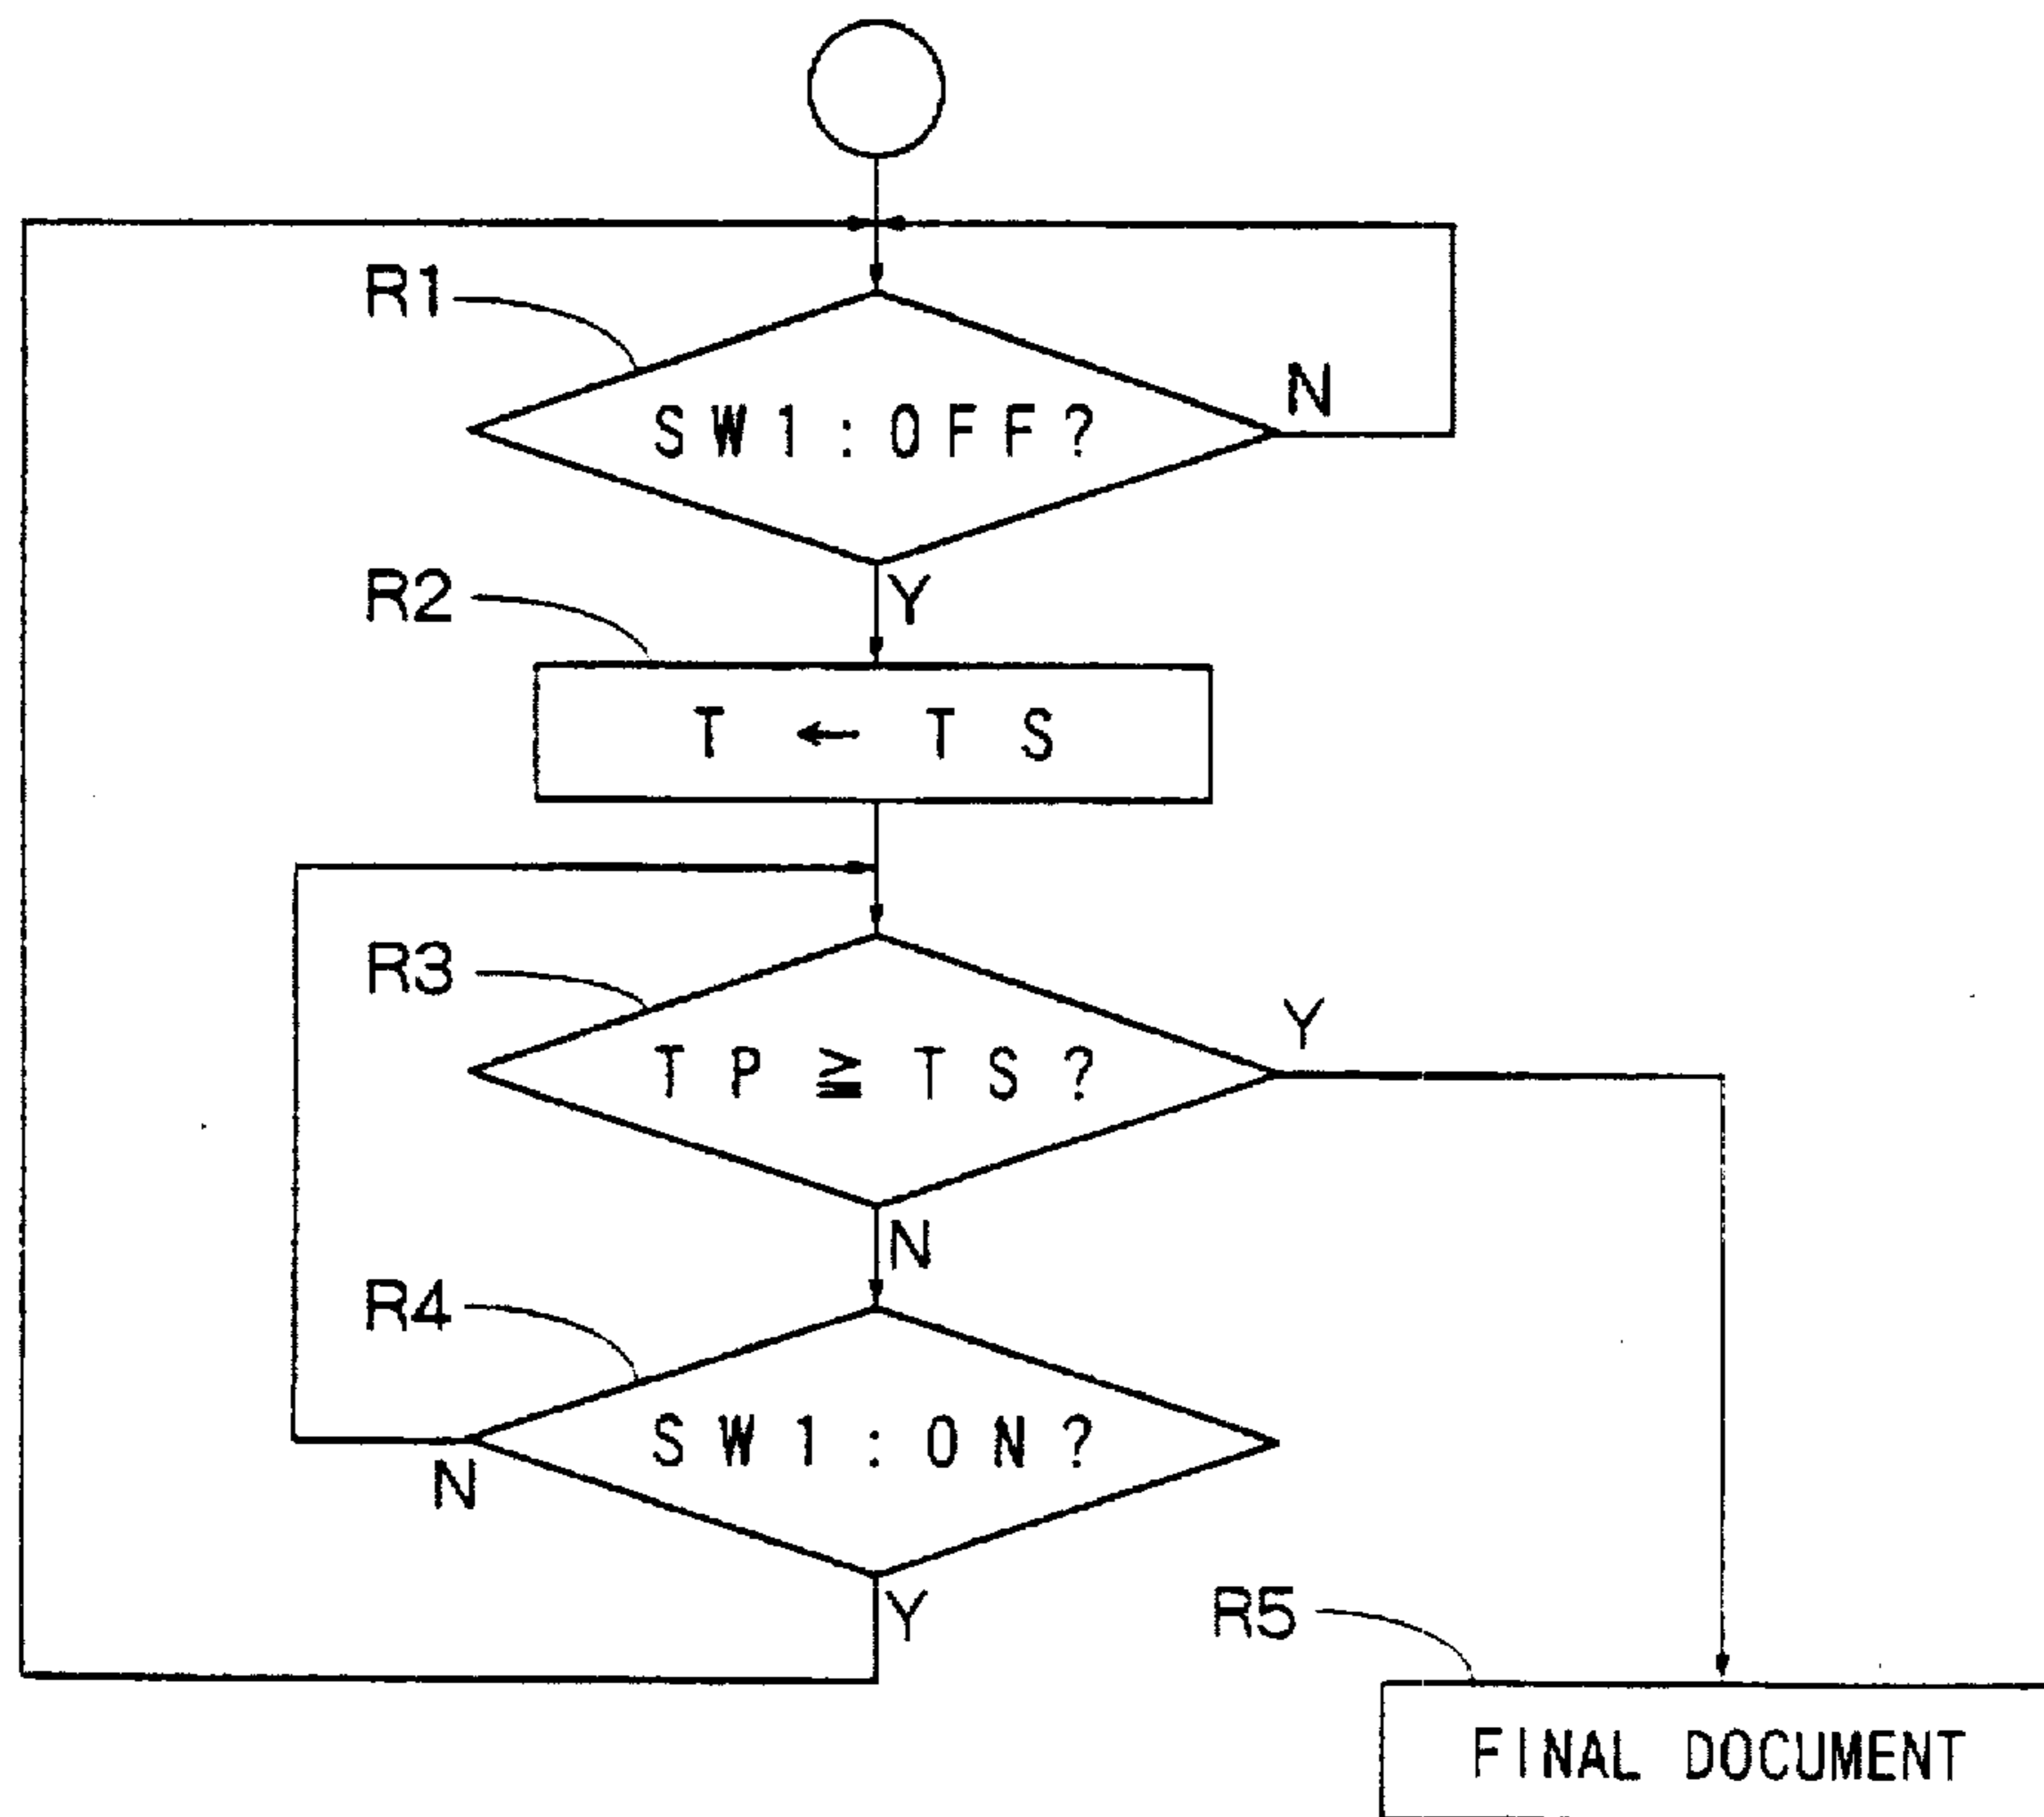 R1
SW1:OFF?
N
Y
R2
T ← TS
R3
TP ≧ TS?
Y
N
R4
SW1:ON?
N
Y
R5
FINAL DOCUMENT